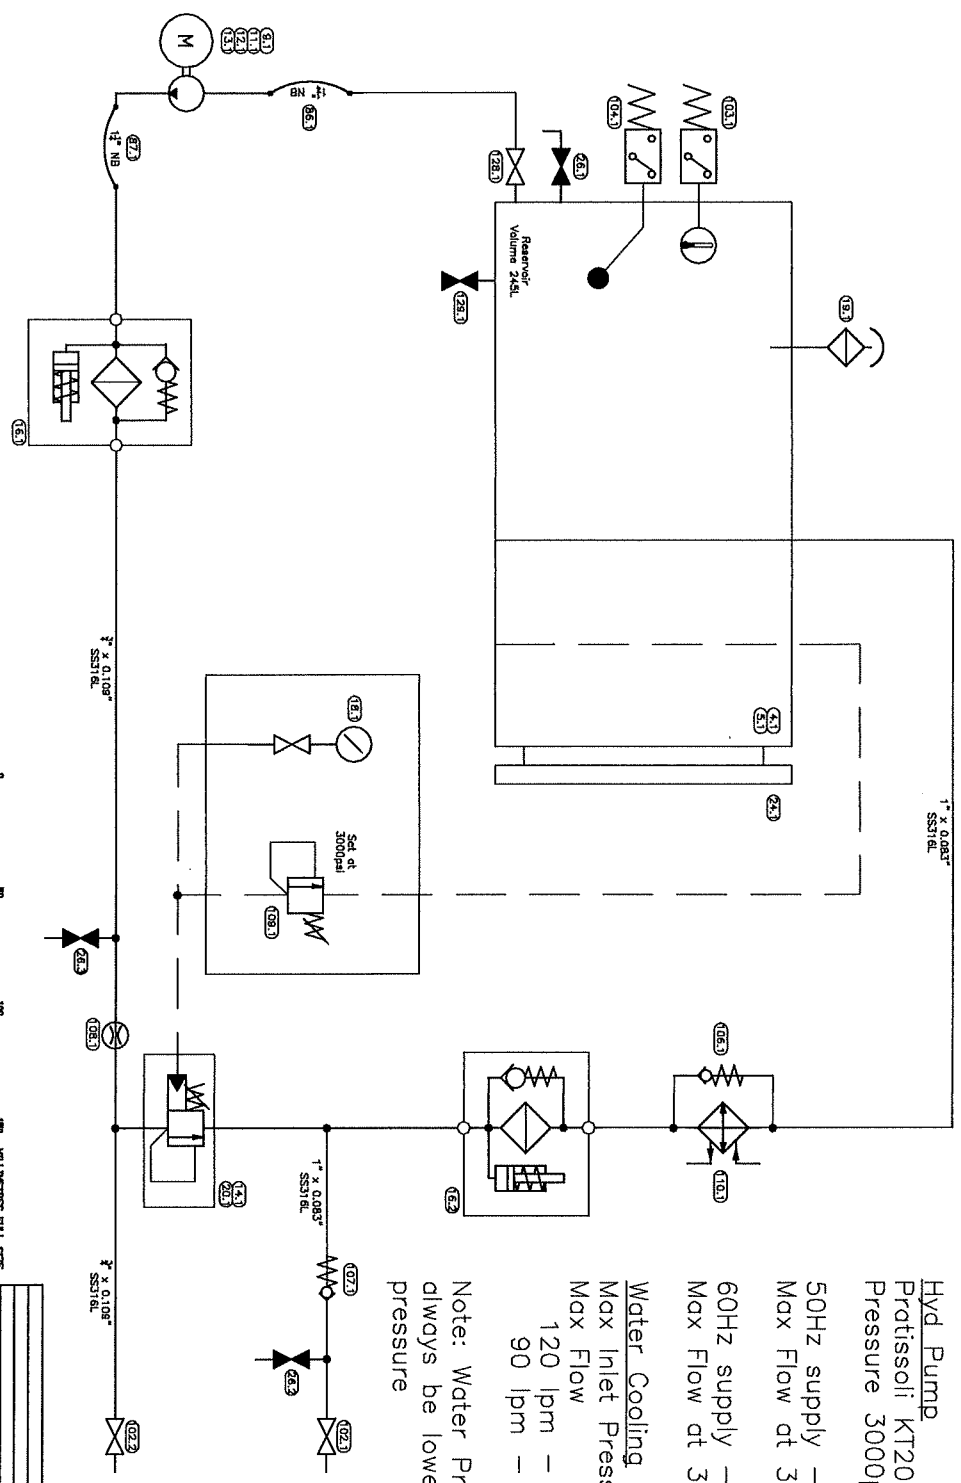 Hyd Pump
Pratissoli KT20
Pressure 3000p
50Hz supply –
Max Flow at 3
60Hz supply –
Max Flow at 3
Water Cooling
Max Inlet Press
Max Flow
120 lpm –
90 lpm –
Note: Water Pr
always be lowe
pressure
Reservoir
Volume 245L
Set at
3000psi
1" x 0.083"
SS316L
1" x 0.083"
SS316L
¾" x 0.109"
SS316L
¾" x 0.109"
SS316L
1½" NB
NB
M
9.1
11.1
12.1
13.1
86.1
87.1
104.1
103.1
128.1
26.1
129.1
19.1
16.1
4.1
5.1
24.1
18.1
109.1
26.3
108.1
14.1
20.1
16.2
106.1
110.1
107.1
26.2
102.1
102.2